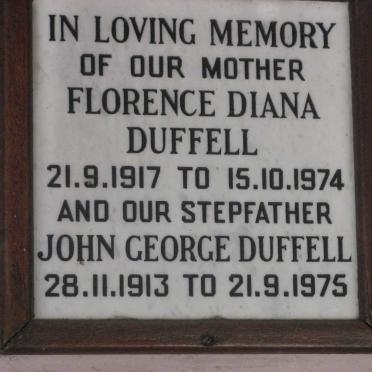 IN LOVING MEMORY
OF OUR MOTHER
FLORENCE DIANA
DUFFELL
21.9.1917 TO 15.10.1974
AND OUR STEPFATHER
JOHN GEORGE DUFFELL
28.11.1913 TO 21.9.1975